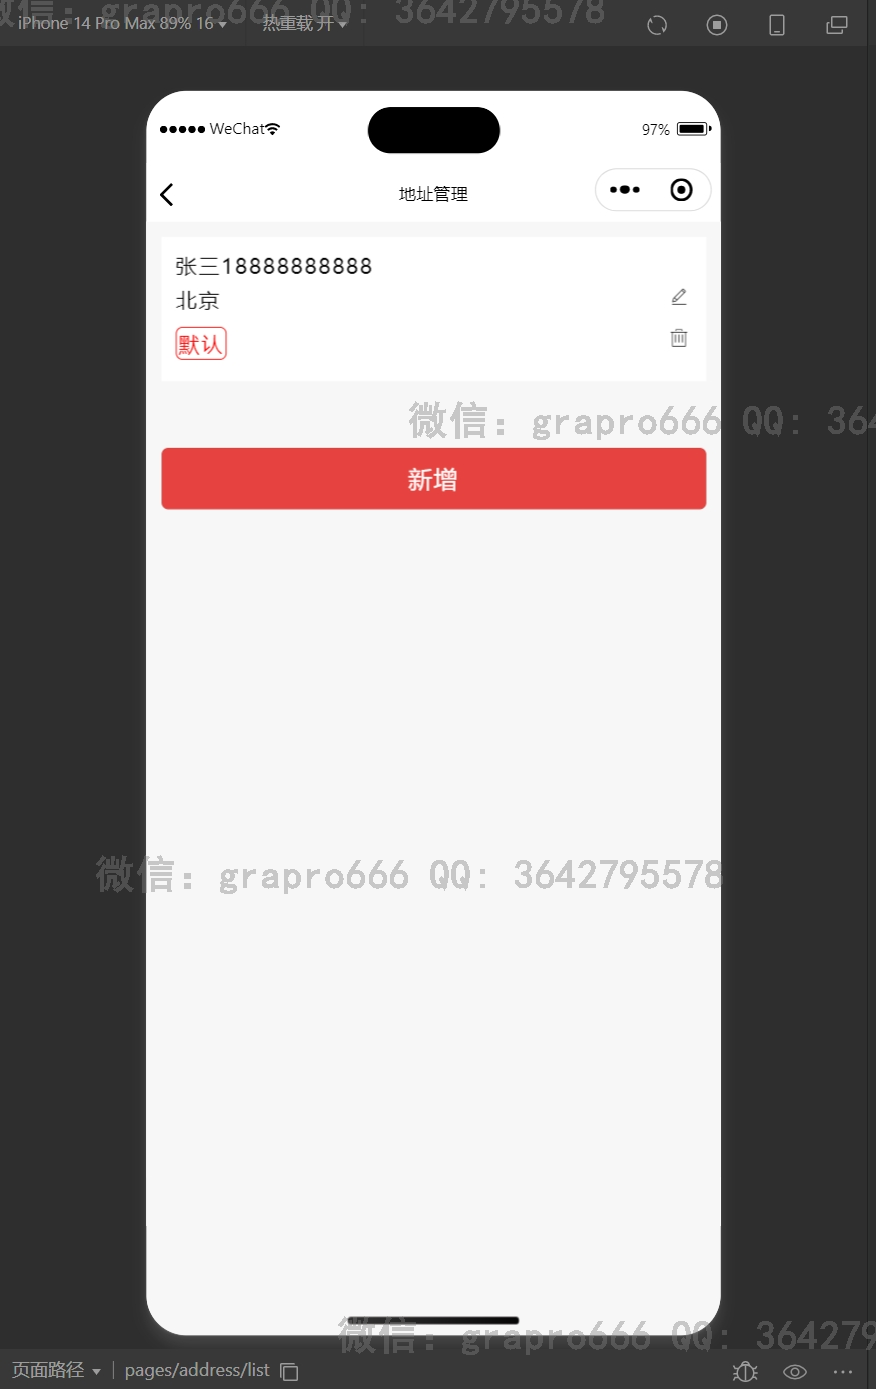 微信: grapro666 QQ: 3642795578
iPhone 14 Pro Max 89% 16
热重载 开
WeChat
97%
地址管理
张三18888888888
北京
默认
微信: grapro666 QQ: 364
新增
微信: grapro666 QQ: 3642795578
微信: grapro666 QQ: 36427
页面路径
pages/address/list